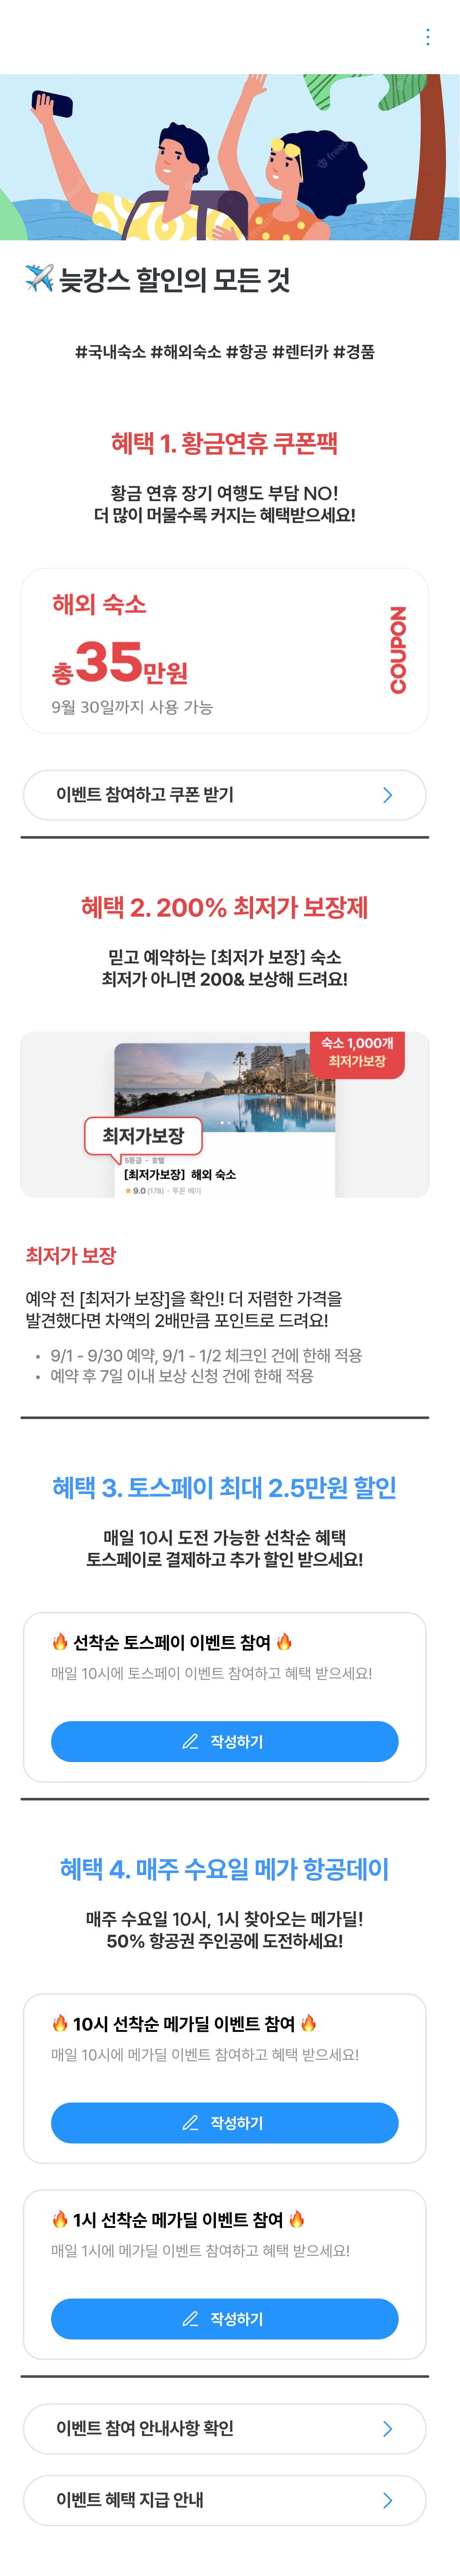 늦캉스 할인의 모든 것
#국내숙소 #해외숙소 #항공 #렌터카 #경품
혜택 1. 황금연휴 쿠폰팩
황금 연휴 장기 여행도 부담 NO!
더 많이 머물수록 커지는 혜택받으세요!
해외 숙소
총35만원
9월 30일까지 사용 가능
COUPON
이벤트 참여하고 쿠폰 받기
혜택 2. 200% 최저가 보장제
믿고 예약하는 [최저가 보장] 숙소
최저가 아니면 200& 보상해 드려요!
숙소 1,000개
최저가보장
최저가보장
5등급 • 호텔
[최저가보장] 해외 숙소
9.0 (178) · 투몬 베이
최저가 보장
예약 전 [최저가 보장]을 확인! 더 저렴한 가격을
발견했다면 차액의 2배만큼 포인트로 드려요!
• 9/1 - 9/30 예약, 9/1 - 1/2 체크인 건에 한해 적용
• 예약 후 7일 이내 보상 신청 건에 한해 적용
혜택 3. 토스페이 최대 2.5만원 할인
매일 10시 도전 가능한 선착순 혜택
토스페이로 결제하고 추가 할인 받으세요!
🔥 선착순 토스페이 이벤트 참여 🔥
매일 10시에 토스페이 이벤트 참여하고 혜택 받으세요!
작성하기
혜택 4. 매주 수요일 메가 항공데이
매주 수요일 10시, 1시 찾아오는 메가딜!
50% 항공권 주인공에 도전하세요!
🔥 10시 선착순 메가딜 이벤트 참여 🔥
매일 10시에 메가딜 이벤트 참여하고 혜택 받으세요!
작성하기
🔥 1시 선착순 메가딜 이벤트 참여 🔥
매일 1시에 메가딜 이벤트 참여하고 혜택 받으세요!
작성하기
이벤트 참여 안내사항 확인
이벤트 혜택 지급 안내